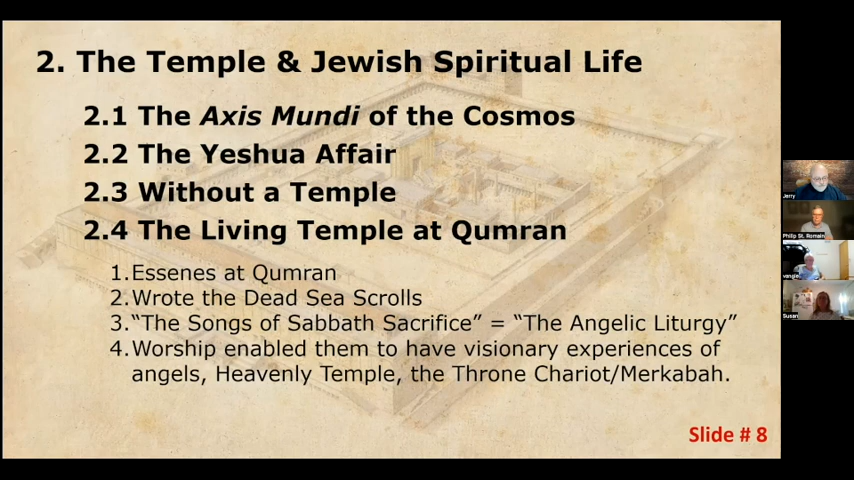 2. The Temple & Jewish Spiritual Life
2.1 The Axis Mundi of the Cosmos
2.2 The Yeshua Affair
2.3 Without a Temple
2.4 The Living Temple at Qumran
1. Essenes at Qumran
2. Wrote the Dead Sea Scrolls
3. “The Songs of Sabbath Sacrifice” = “The Angelic Liturgy”
4. Worship enabled them to have visionary experiences of
angels, Heavenly Temple, the Throne Chariot/Merkabah.
Slide # 8
Jerry
Philip St. Romain
vangie
Susan